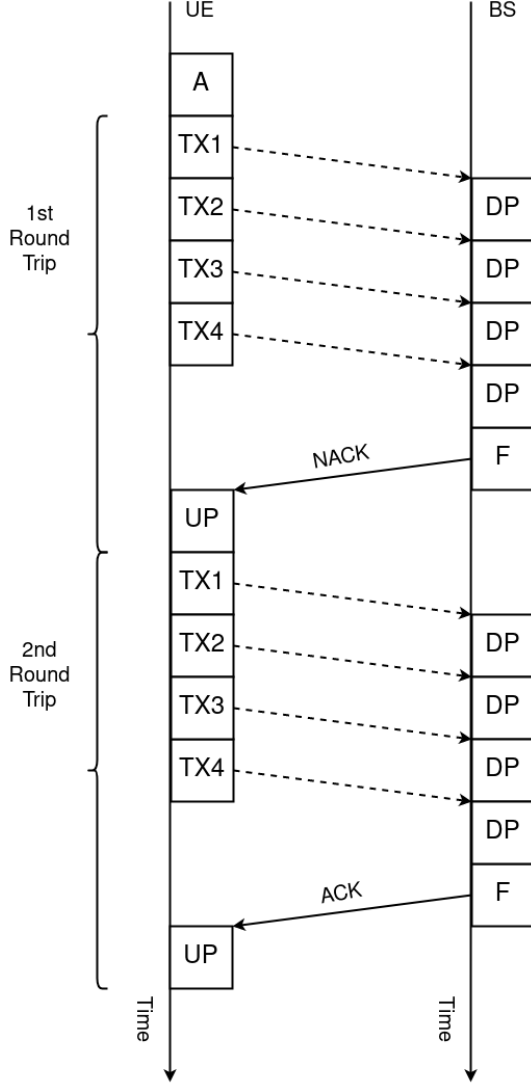 UE
BS
A
TX1
TX2
DP
1st
Round
Trip
TX3
DP
TX4
DP
DP
NACK
F
UP
TX1
TX2
DP
2nd
Round
Trip
TX3
DP
TX4
DP
DP
ACK
F
UP
Time
Time